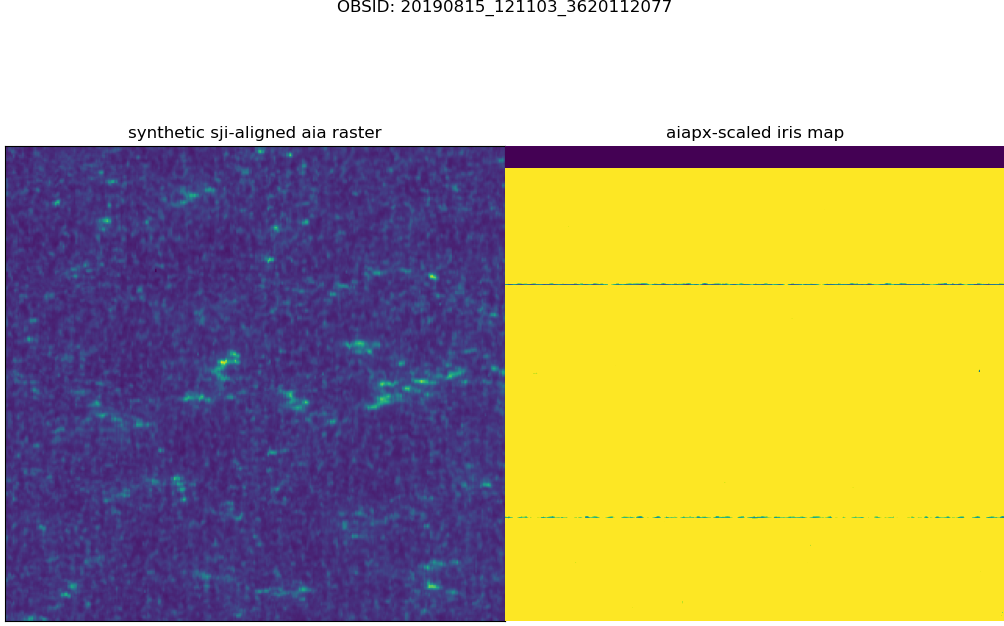 OBSID: 20190815_121103_3620112077
synthetic sji-aligned aia raster
aiapx-scaled iris map